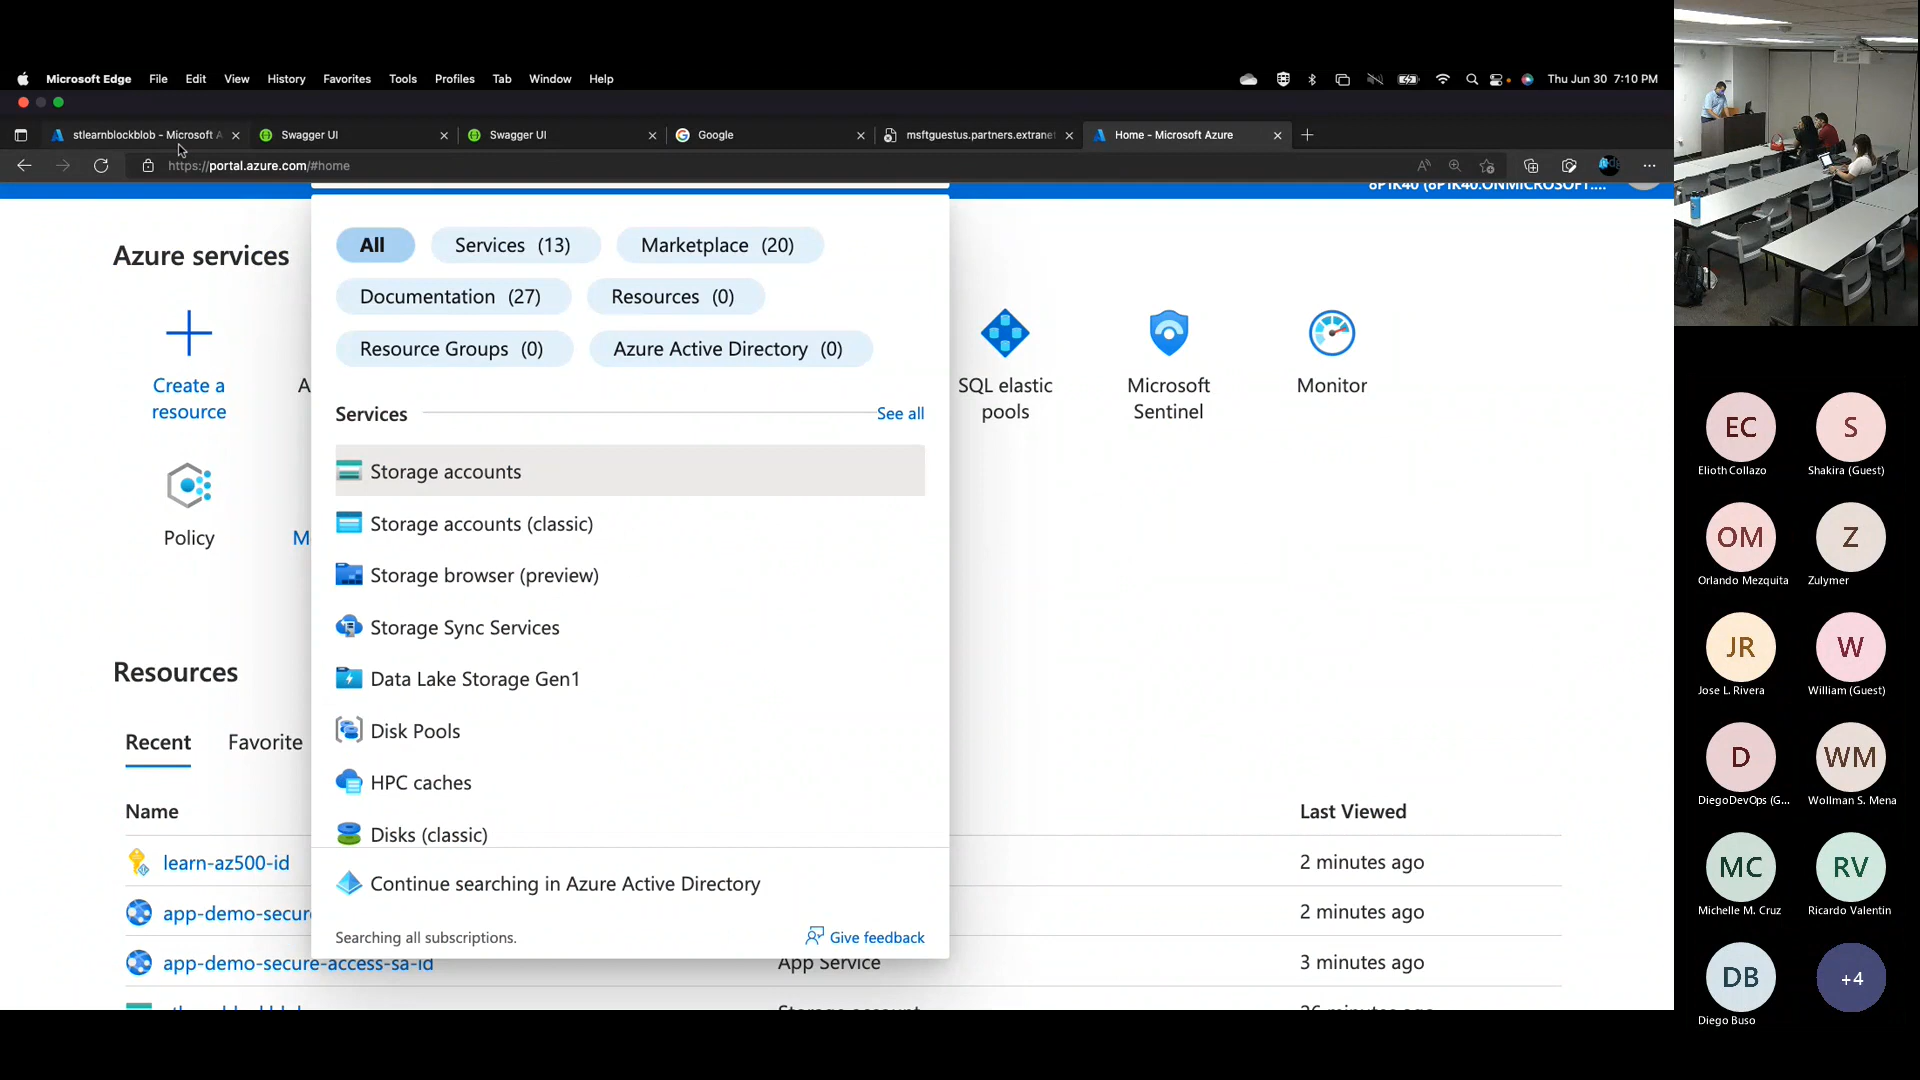 Microsoft Edge File Edit View History Favorites Tools Profiles Tab Window Help Thu Jun 30 7:10 PM
stlearnblockblob - Microsoft A Swagger UI Swagger UI Google msftguestus.partners.extranet Home - Microsoft Azure
https://portal.azure.com/#home
8P1K40 (8P1K40.ONMICROSOFT....
Azure services
All Services (13) Marketplace (20)
Documentation (27) Resources (0)
Resource Groups (0) Azure Active Directory (0)
Create a resource
A
SQL elastic pools
Microsoft Sentinel
Monitor
Policy
M
Services See all
Storage accounts
Storage accounts (classic)
Storage browser (preview)
Storage Sync Services
Data Lake Storage Gen1
Disk Pools
HPC caches
Disks (classic)
Continue searching in Azure Active Directory
Searching all subscriptions. Give feedback
Resources
Recent Favorite
Name Last Viewed
learn-az500-id 2 minutes ago
app-demo-secur 2 minutes ago
app-demo-secure-access-sa-id App Service 3 minutes ago
EC S
Elioth Collazo Shakira (Guest)
OM Z
Orlando Mezquita Zulymer
JR W
Jose L. Rivera William (Guest)
D WM
DiegoDevOps (G... Wollman S. Mena
MC RV
Michelle M. Cruz Ricardo Valentin
DB +4
Diego Buso